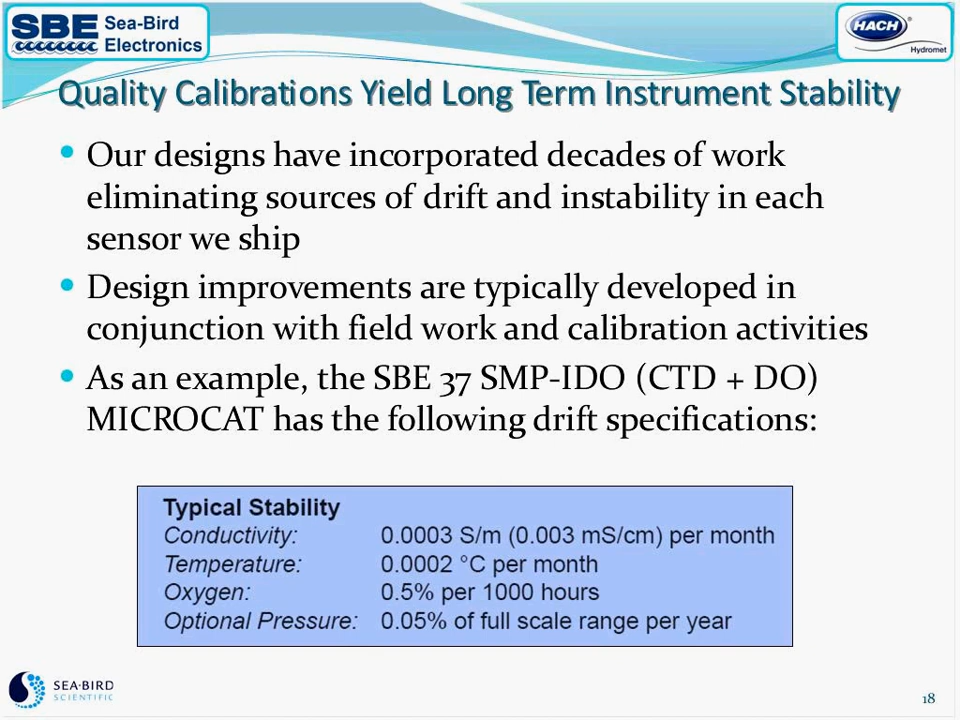 SBE Sea-Bird
Electronics
HACH®
Hydromet
Quality Calibrations Yield Long Term Instrument Stability
• Our designs have incorporated decades of work
eliminating sources of drift and instability in each
sensor we ship
• Design improvements are typically developed in
conjunction with field work and calibration activities
• As an example, the SBE 37 SMP-IDO (CTD + DO)
MICROCAT has the following drift specifications:
Typical Stability
Conductivity: 0.0003 S/m (0.003 mS/cm) per month
Temperature: 0.0002 °C per month
Oxygen: 0.5% per 1000 hours
Optional Pressure: 0.05% of full scale range per year
SEA-BIRD
SCIENTIFIC
18